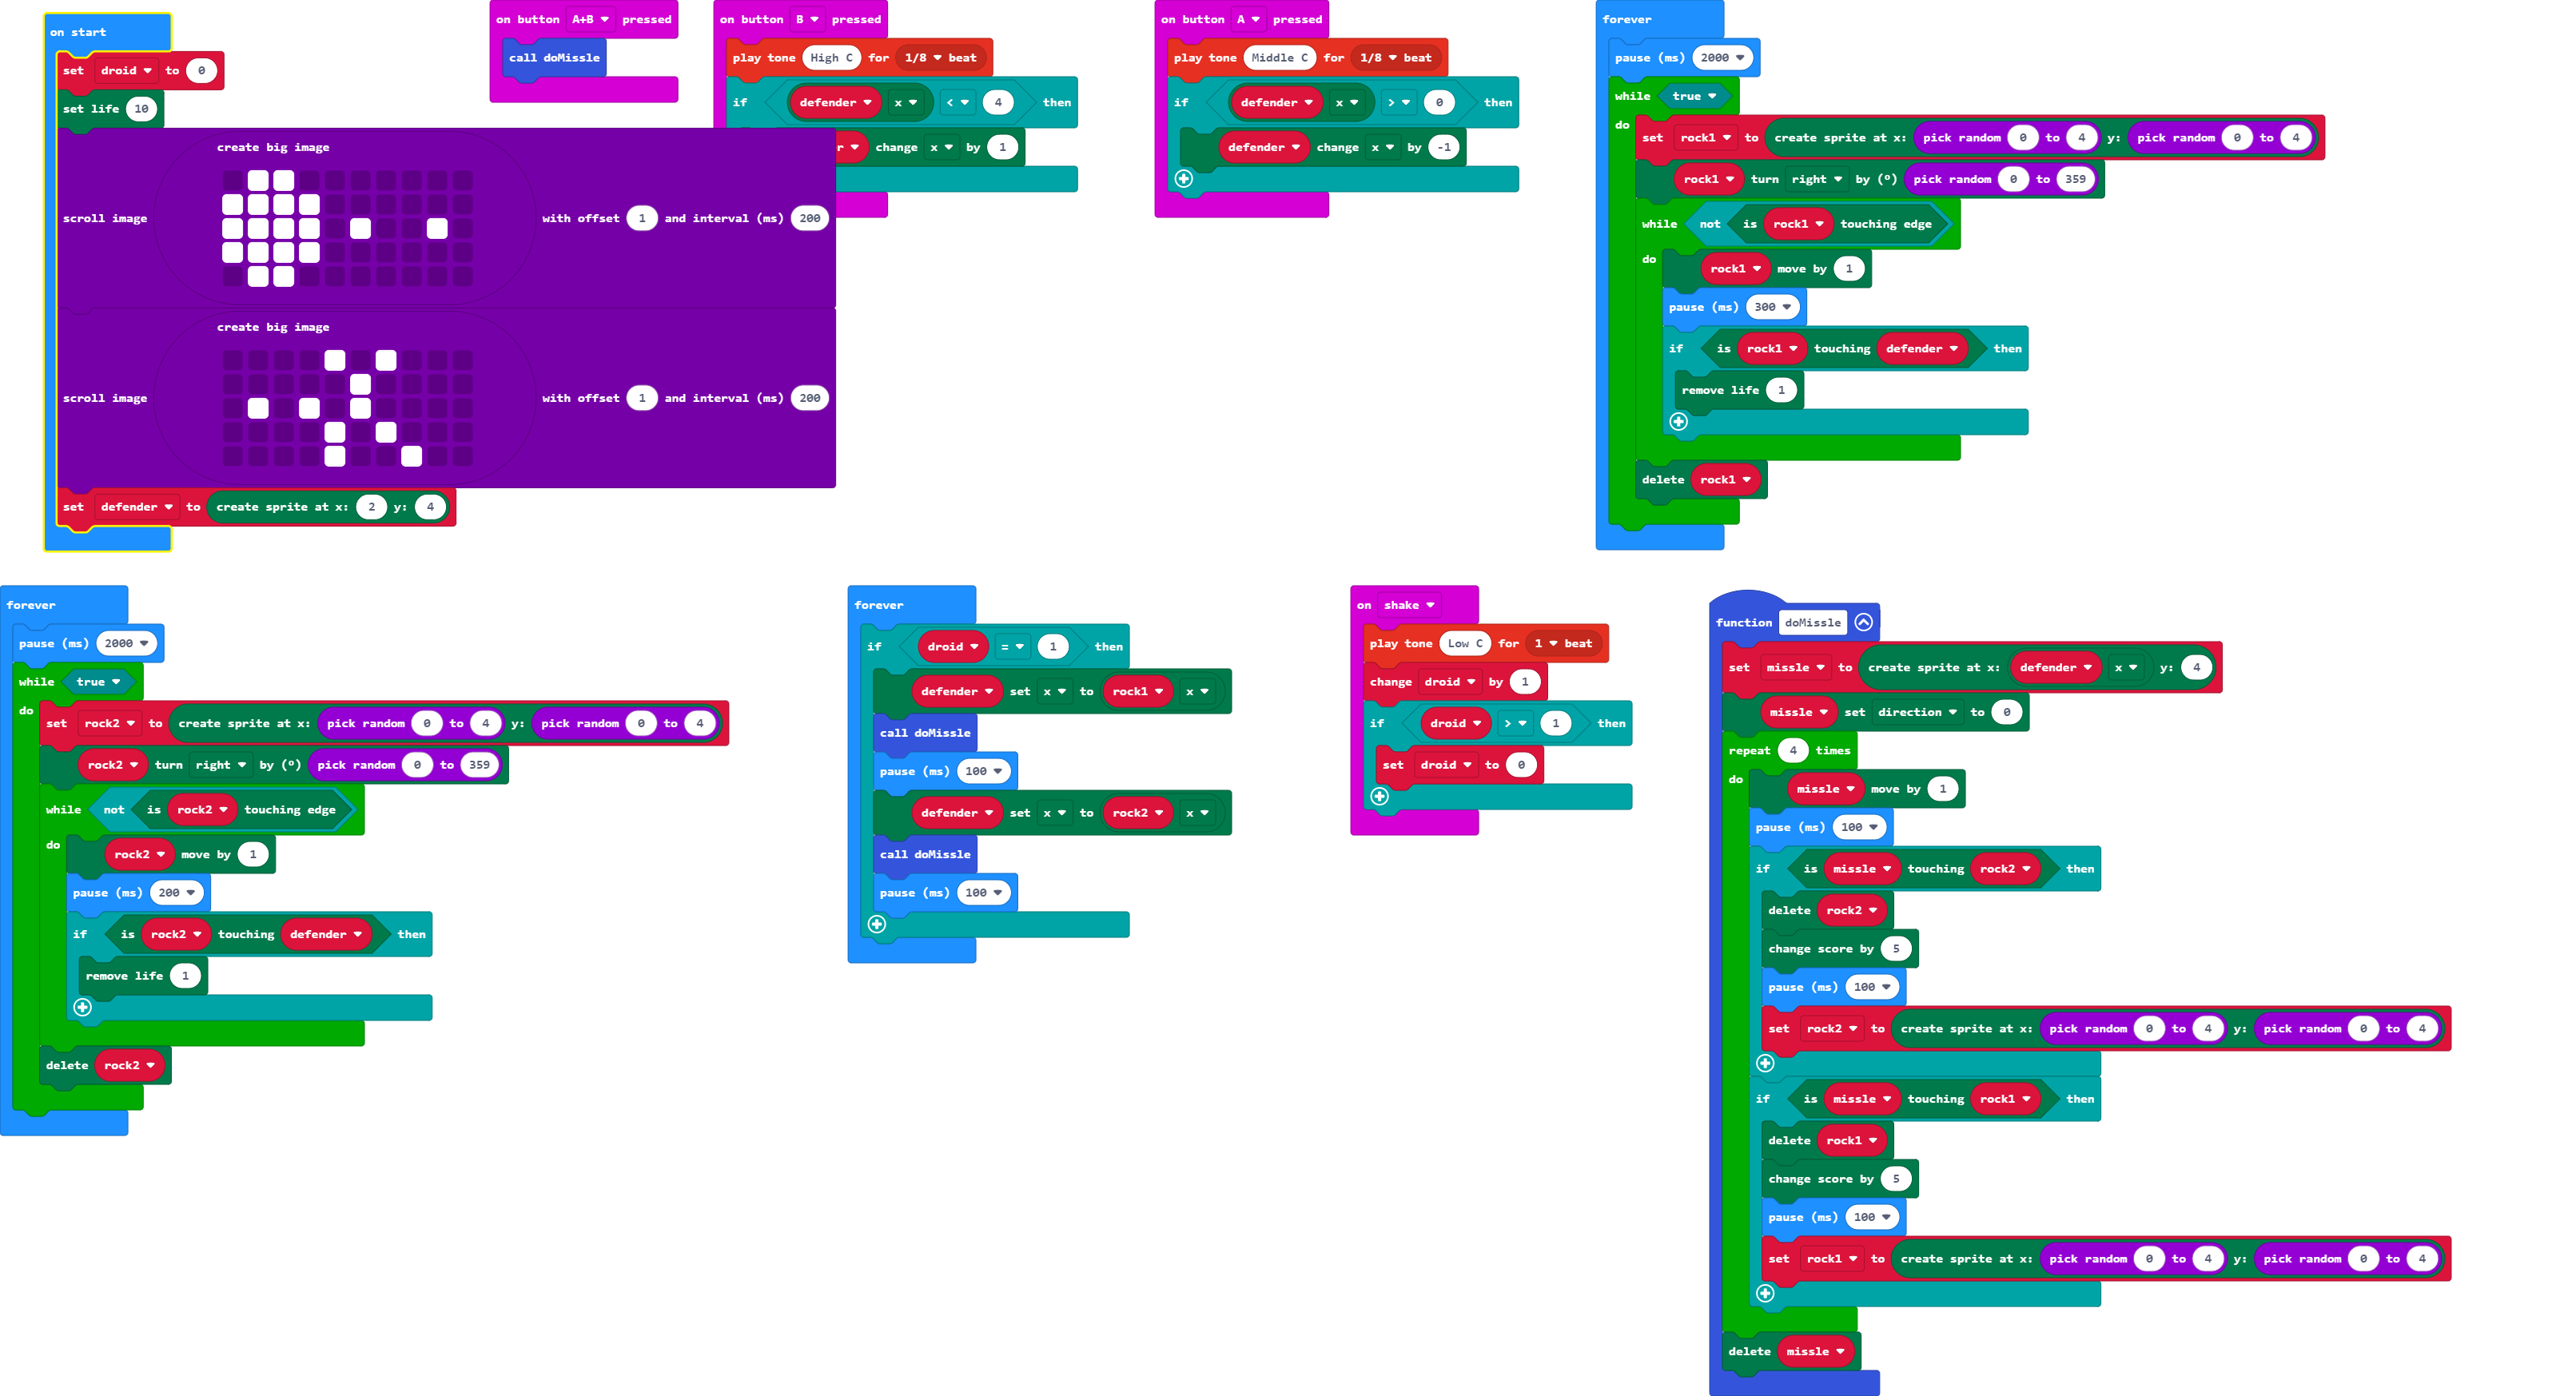 on start
set droid to 0
set life 10
create big image
scroll image with offset 1 and interval (ms) 200
create big image
scroll image with offset 1 and interval (ms) 200
set defender to create sprite at x: 2 y: 4
on button A+B pressed
call doMissle
on button B pressed
play tone High C for 1/8 beat
if defender x < 4 then
r change x by 1
on button A pressed
play tone Middle C for 1/8 beat
if defender x > 0 then
defender change x by -1
forever
pause (ms) 2000
while true
do
set rock1 to create sprite at x: pick random 0 to 4 y: pick random 0 to 4
rock1 turn right by (°) pick random 0 to 359
while not is rock1 touching edge
do
rock1 move by 1
pause (ms) 300
if is rock1 touching defender then
remove life 1
delete rock1
forever
pause (ms) 2000
while true
do
set rock2 to create sprite at x: pick random 0 to 4 y: pick random 0 to 4
rock2 turn right by (°) pick random 0 to 359
while not is rock2 touching edge
do
rock2 move by 1
pause (ms) 200
if is rock2 touching defender then
remove life 1
delete rock2
forever
if droid = 1 then
defender set x to rock1 x
call doMissle
pause (ms) 100
defender set x to rock2 x
call doMissle
pause (ms) 100
on shake
play tone Low C for 1 beat
change droid by 1
if droid > 1 then
set droid to 0
function doMissle
set missle to create sprite at x: defender x y: 4
missle set direction to 0
repeat 4 times
do
missle move by 1
pause (ms) 100
if is missle touching rock2 then
delete rock2
change score by 5
pause (ms) 100
set rock2 to create sprite at x: pick random 0 to 4 y: pick random 0 to 4
if is missle touching rock1 then
delete rock1
change score by 5
pause (ms) 100
set rock1 to create sprite at x: pick random 0 to 4 y: pick random 0 to 4
delete missle